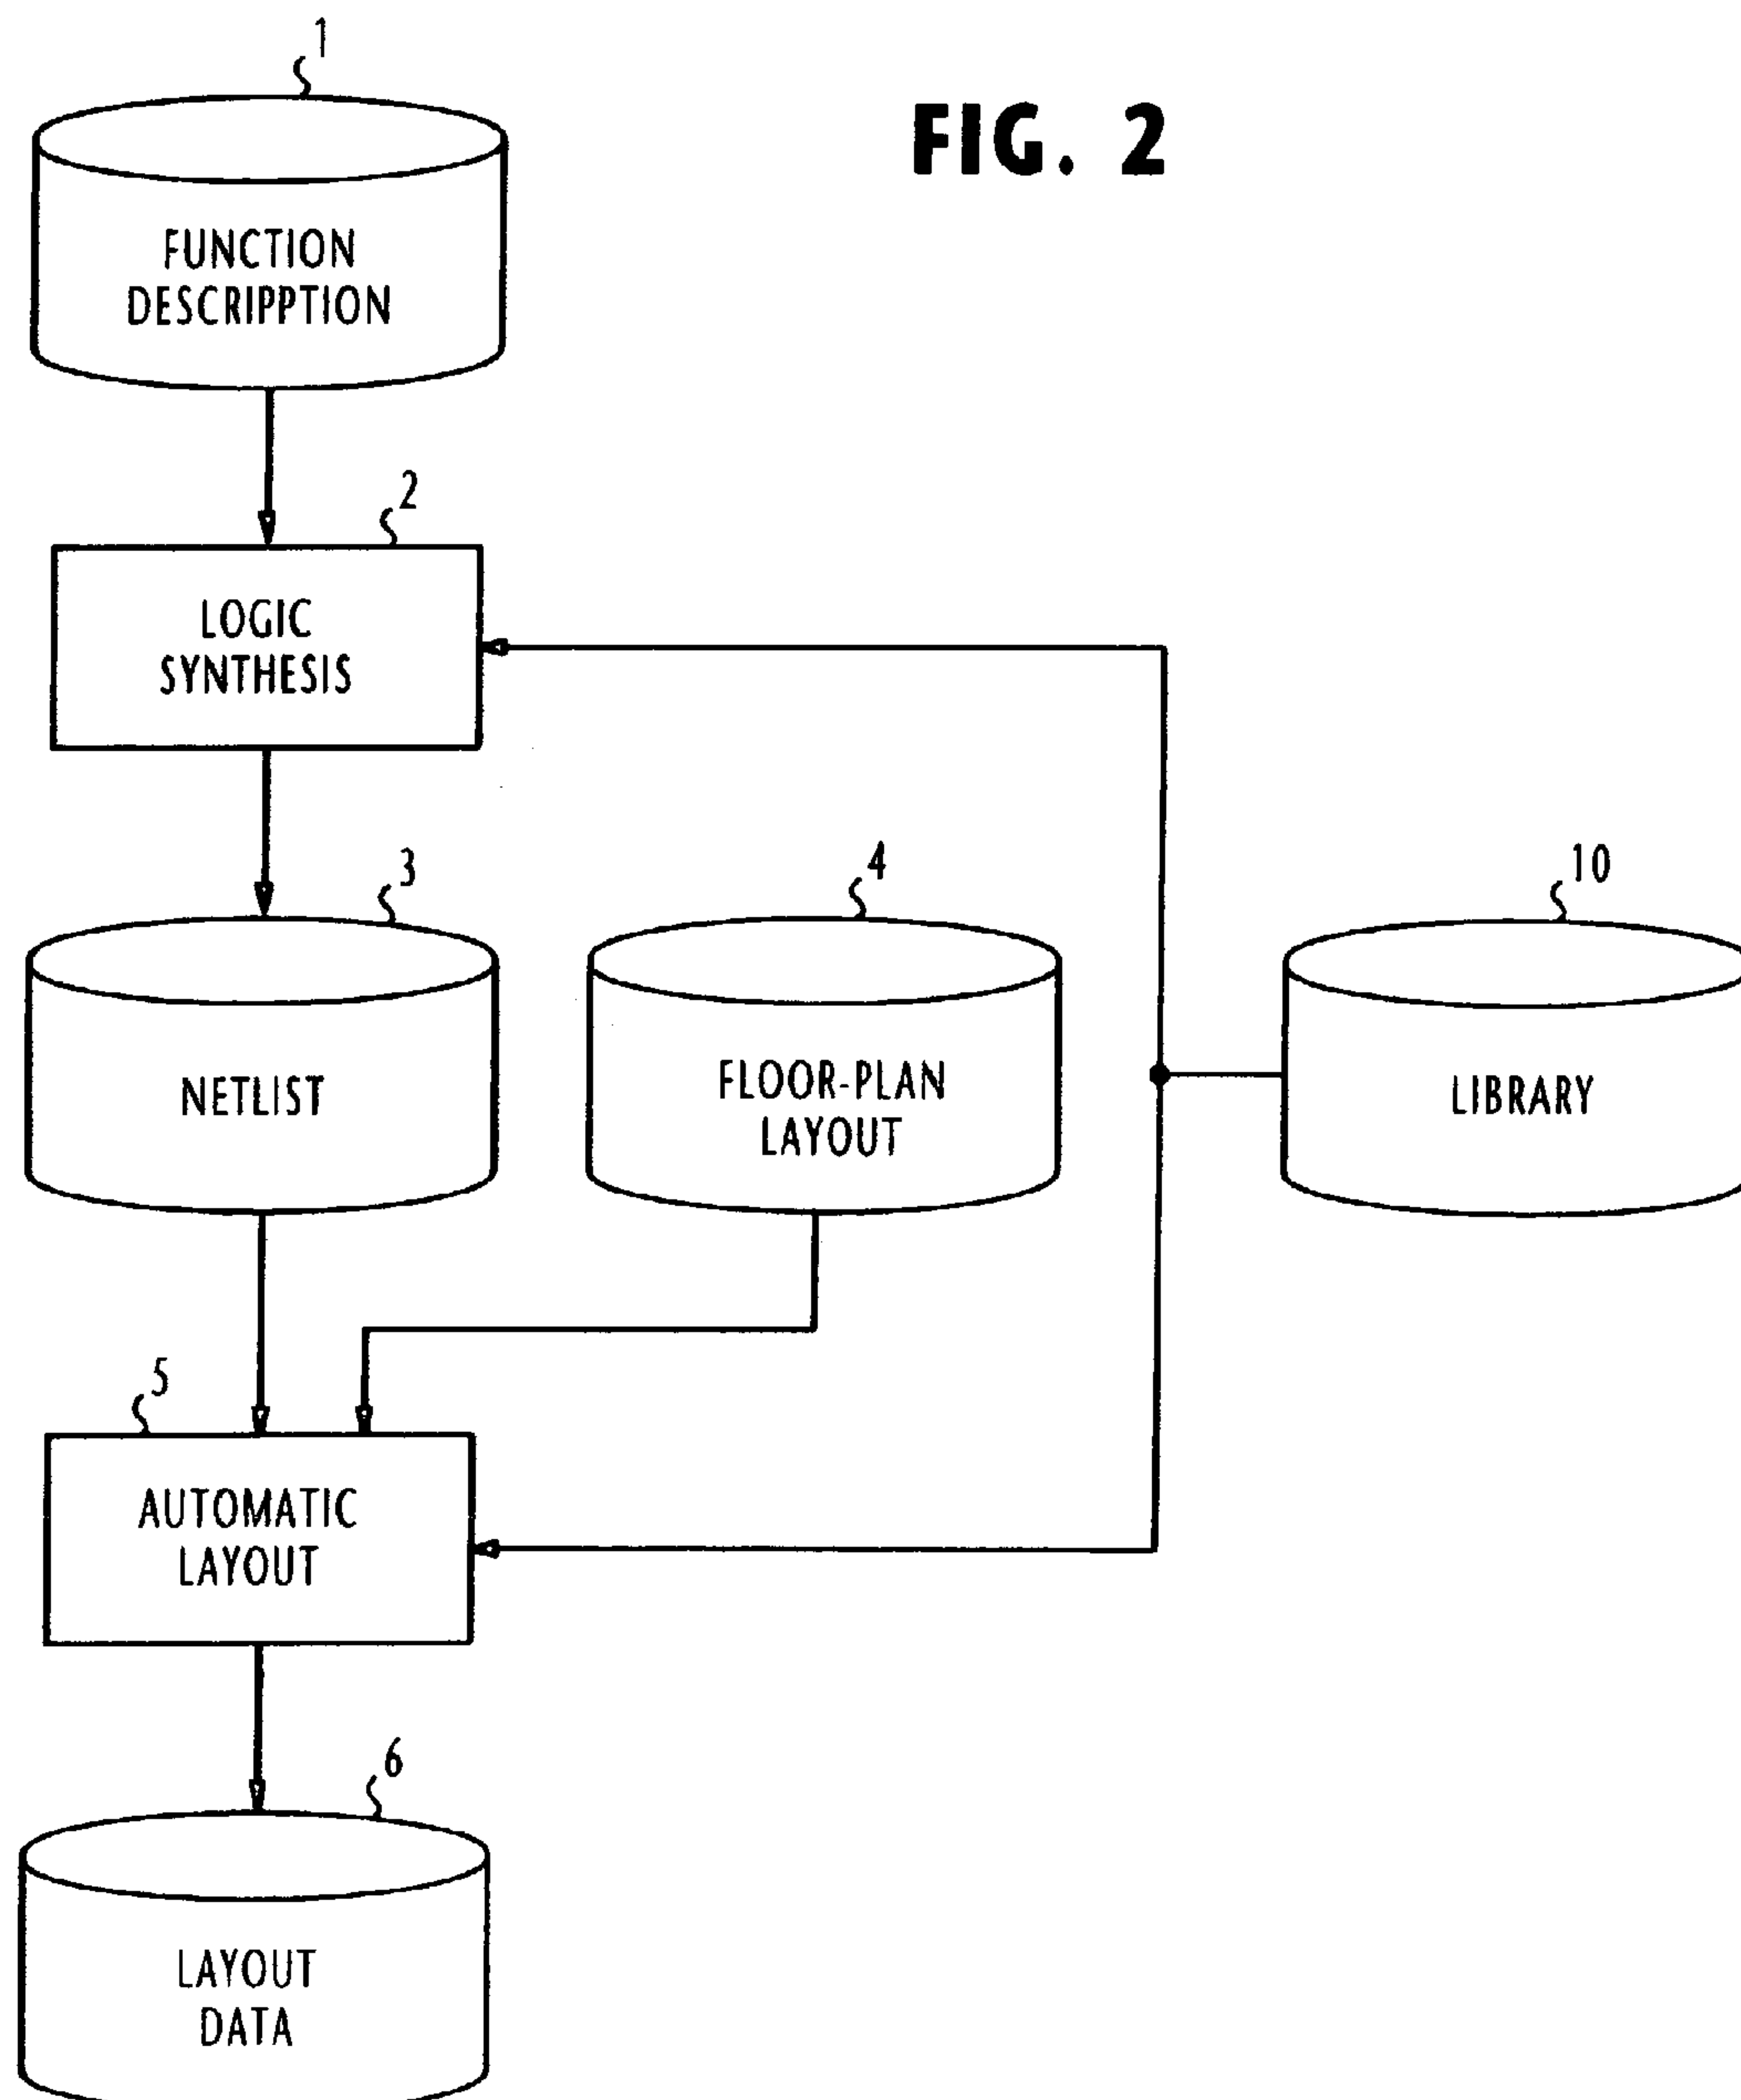 1
FIG. 2
FUNCTION
DESCRIPPTION
2
LOGIC
SYNTHESIS
3
4
10
NETLIST
FLOOR-PLAN
LAYOUT
LIBRARY
5
AUTOMATIC
LAYOUT
6
LAYOUT
DATA